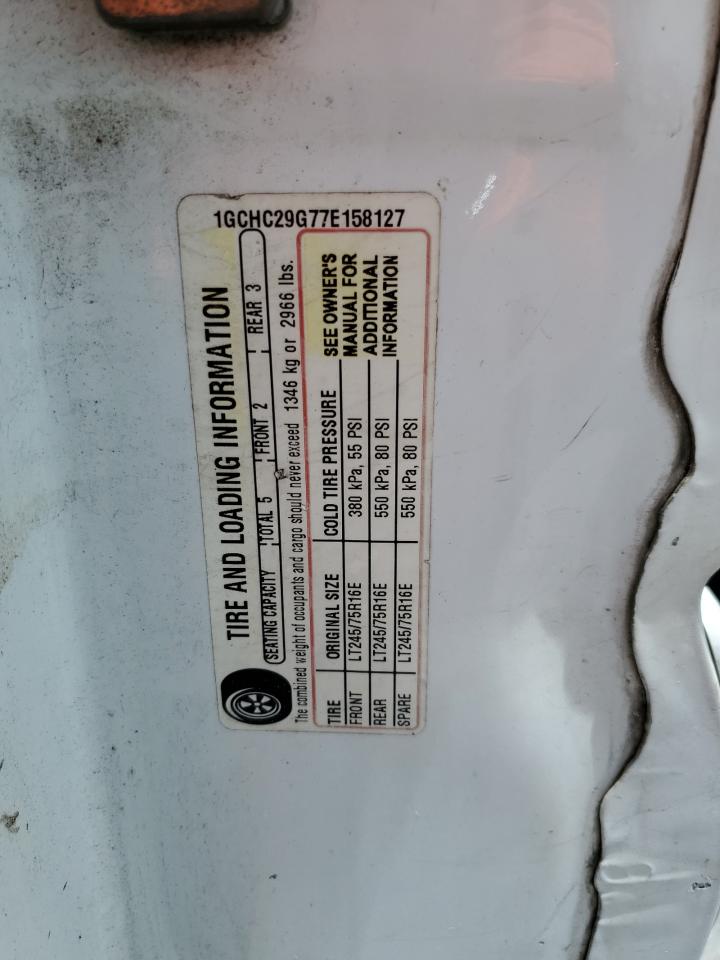 1GCHC29G77E158127
TIRE AND LOADING INFORMATION
SEATING CAPACITY TOTAL 5 FRONT 2 REAR 3
The combined weight of occupants and cargo should never exceed 1346 kg or 2966 lbs.
TIRE ORIGINAL SIZE COLD TIRE PRESSURE
FRONT LT245/75R16E 380 kPa, 55 PSI
REAR LT245/75R16E 550 kPa, 80 PSI
SPARE LT245/75R16E 550 kPa, 80 PSI
SEE OWNER'S
MANUAL FOR
ADDITIONAL
INFORMATION